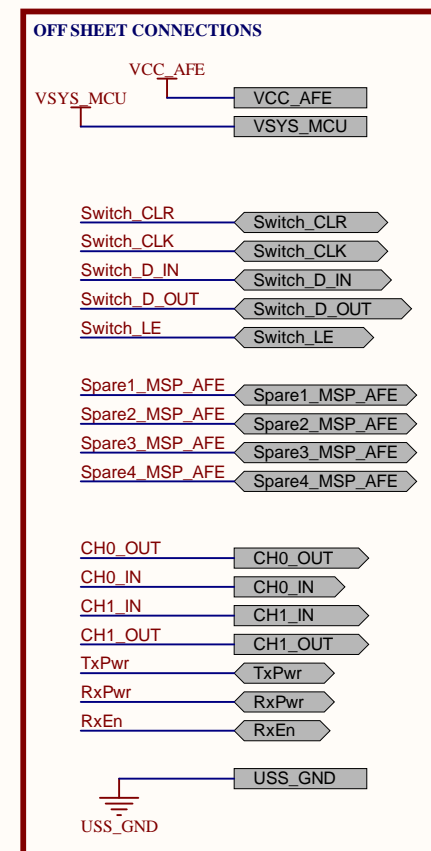 OFF SHEET CONNECTIONS
VCC_AFE
VSYS_MCU
VCC_AFE
VSYS_MCU
Switch_CLR
Switch_CLR
Switch_CLK
Switch_CLK
Switch_D_IN
Switch_D_IN
Switch_D_OUT
Switch_D_OUT
Switch_LE
Switch_LE
Spare1_MSP_AFE
Spare1_MSP_AFE
Spare2_MSP_AFE
Spare2_MSP_AFE
Spare3_MSP_AFE
Spare3_MSP_AFE
Spare4_MSP_AFE
Spare4_MSP_AFE
CH0_OUT
CH0_OUT
CH0_IN
CH0_IN
CH1_IN
CH1_IN
CH1_OUT
CH1_OUT
TxPwr
TxPwr
RxPwr
RxPwr
RxEn
RxEn
USS_GND
USS_GND